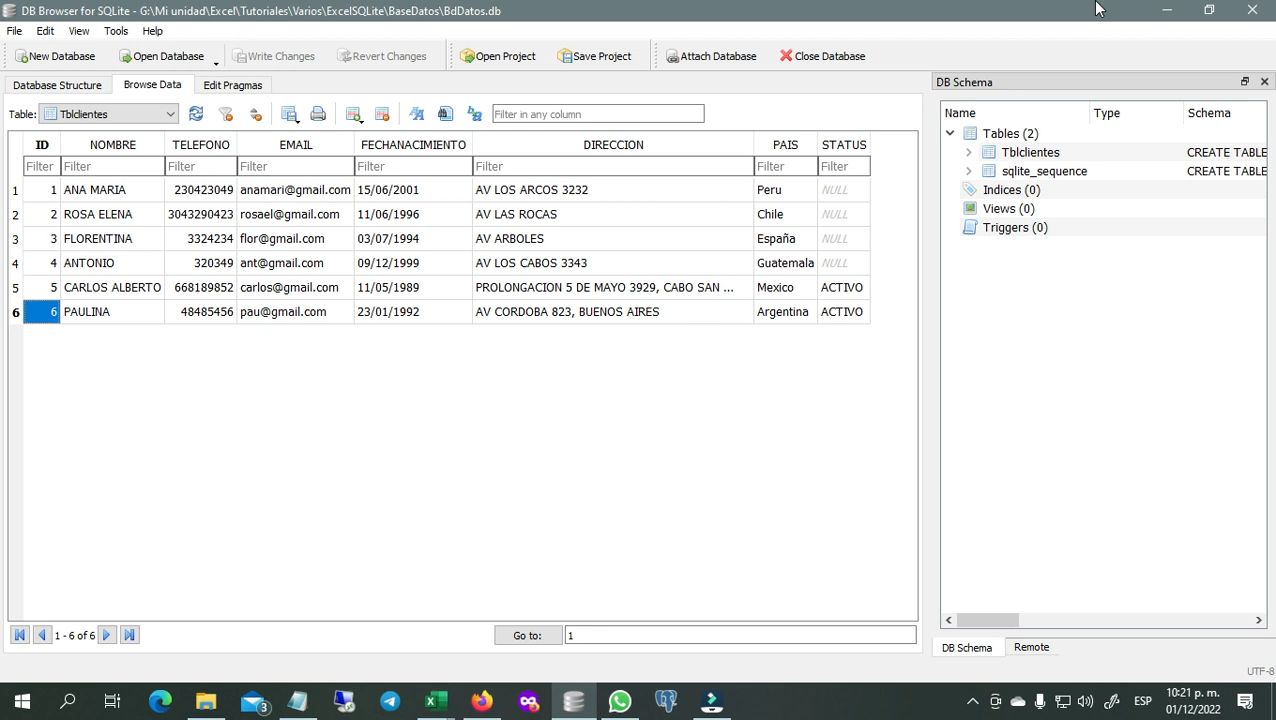 DB Browser for SQLite - G:\Mi unidad\Excel\Tutoriales\Varios\ExcelSQLite\BaseDatos\BdDatos.db
File Edit View Tools Help
New Database Open Database Write Changes Revert Changes Open Project Save Project Attach Database Close Database
Database Structure Browse Data Edit Pragmas
Table: Tblclientes Filter in any column
ID NOMBRE TELEFONO EMAIL FECHANACIMIENTO DIRECCION PAIS STATUS
Filter Filter Filter Filter Filter Filter Filter Filter
1 1 ANA MARIA 230423049 anamari@gmail.com 15/06/2001 AV LOS ARCOS 3232 Peru NULL
2 2 ROSA ELENA 3043290423 rosael@gmail.com 11/06/1996 AV LAS ROCAS Chile NULL
3 3 FLORENTINA 3324234 flor@gmail.com 03/07/1994 AV ARBOLES España NULL
4 4 ANTONIO 320349 ant@gmail.com 09/12/1999 AV LOS CABOS 3343 Guatemala NULL
5 5 CARLOS ALBERTO 668189852 carlos@gmail.com 11/05/1989 PROLONGACION 5 DE MAYO 3929, CABO SAN ... Mexico ACTIVO
6 6 PAULINA 48485456 pau@gmail.com 23/01/1992 AV CORDOBA 823, BUENOS AIRES Argentina ACTIVO
1 - 6 of 6 Go to: 1
DB Schema
Name Type Schema
Tables (2)
Tblclientes CREATE TABLE
sqlite_sequence CREATE TABLE
Indices (0)
Views (0)
Triggers (0)
DB Schema Remote
UTF-8
3
ESP
10:21 p. m.
01/12/2022